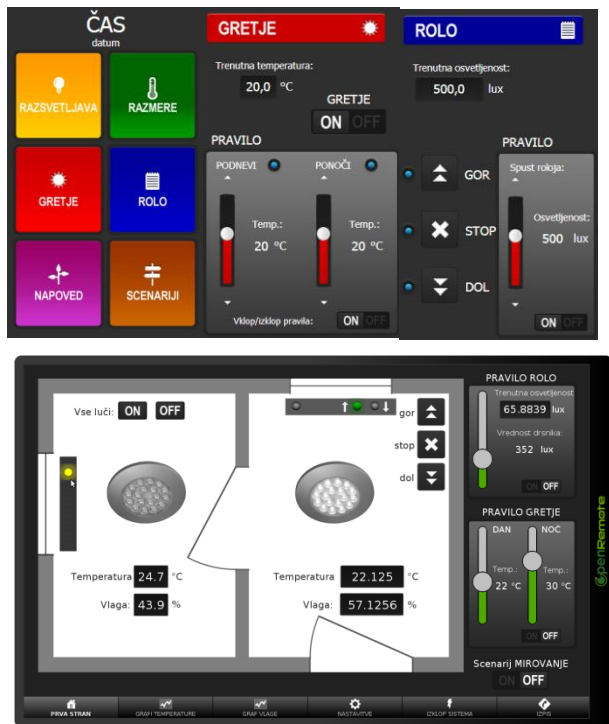 ČAS
datum
RAZSVETLJAVA
RAZMERE
GRETJE
ROLO
NAPOVED
SCENARIJI
GRETJE
Trenutna temperatura:
20,0 °C
GRETJE
ON OFF
PRAVILO
PODNEVI
PONOČI
Temp.:
20 °C
Temp.:
20 °C
Vklop/izklop pravila: ON OFF
ROLO
Trenutna osvetljenost:
500,0 lux
GOR
STOP
DOL
PRAVILO
Spust roloja:
Osvetljenost:
500 lux
ON OFF
Vse luči: ON OFF
gor
stop
dol
Temperatura 24.7 °C
Vlaga: 43.9 %
Temperatura 22.125 °C
Vlaga: 57.1256 %
PRAVILO ROLO
Trenutna osvetljenost
65.8839 lux
Vrednost drsnika:
352 lux
ON OFF
PRAVILO GRETJE
DAN
NOČ
Temp.:
22 °C
Temp.:
30 °C
ON OFF
Scenarij MIROVANJE
ON OFF
PRVA STRAN
GRAFI TEMPERATURE
GRAF VLAGE
NASTAVITVE
IZKLOP SISTEMA
IZPIS
OpenRemote